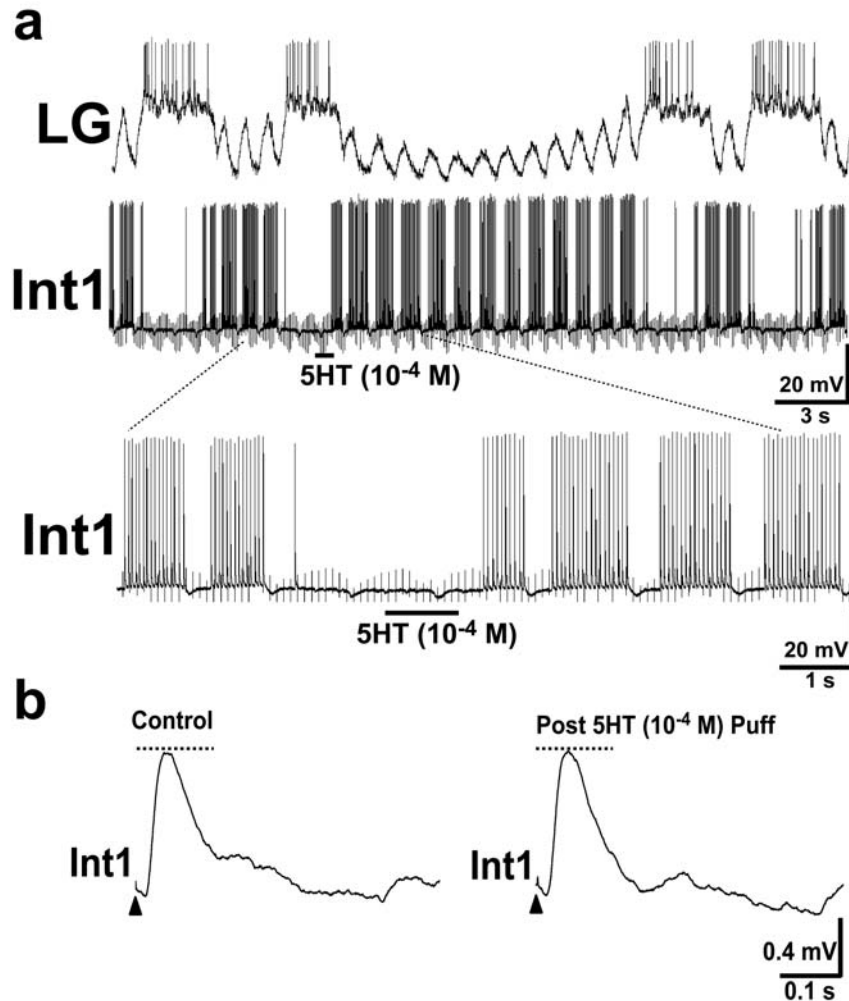 a
LG
Int1
5HT (10⁻⁴ M)
20 mV
3 s
Int1
5HT (10⁻⁴ M)
20 mV
1 s
b
Control
Post 5HT (10⁻⁴ M) Puff
Int1
Int1
0.4 mV
0.1 s